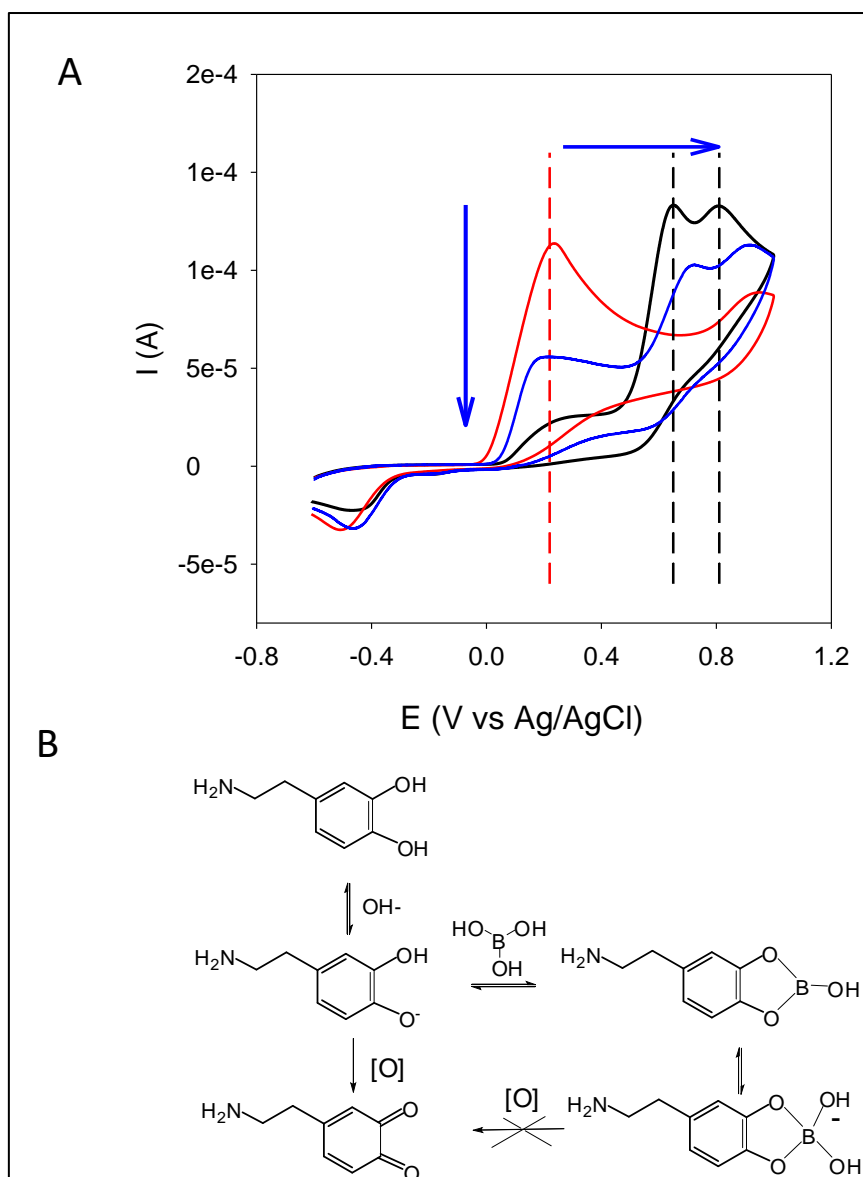 A
2e-4
1e-4
1e-4
5e-5
0
-5e-5
I (A)
-0.8 -0.4 0.0 0.4 0.8 1.2
E (V vs Ag/AgCl)
B
H2N OH
OH
OH-
H2N OH
O-
HO OH
B
OH
H2N O
B OH
O
[O]
[O]
H2N O
O
H2N O OH
B -
O OH